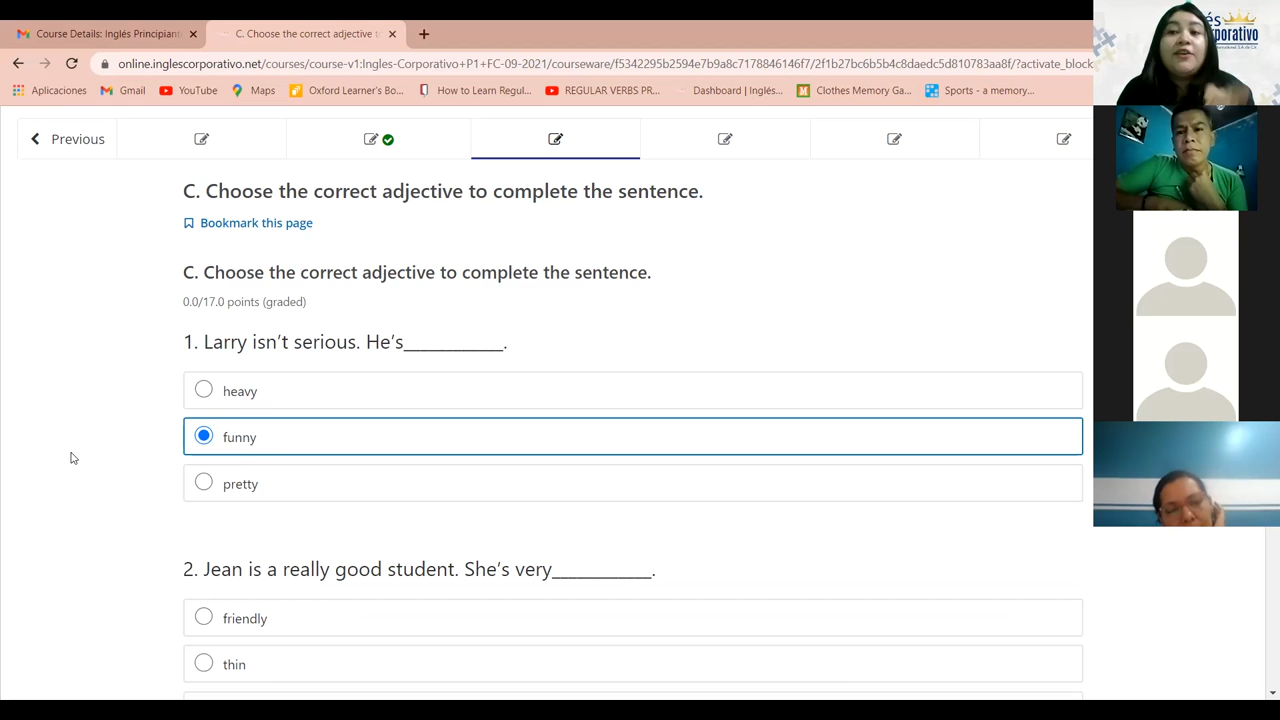 Course Details: Inglés Principiant
C. Choose the correct adjective t
online.inglescorporativo.net/courses/course-v1:Ingles-Corporativo+P1+FC-09-2021/courseware/f5342295b2594e7b9a8c7178846146f7/2f1b27bc6b5b4c8daedc5d810783aa8f/?activate_block
Aplicaciones
Gmail
YouTube
Maps
Oxford Learner's Bo...
How to Learn Regul...
REGULAR VERBS PR...
Dashboard | Inglés...
Clothes Memory Ga...
Sports - a memory...
Previous
C. Choose the correct adjective to complete the sentence.
Bookmark this page
C. Choose the correct adjective to complete the sentence.
0.0/17.0 points (graded)
1. Larry isn't serious. He's____________.
heavy
funny
pretty
2. Jean is a really good student. She's very____________.
friendly
thin